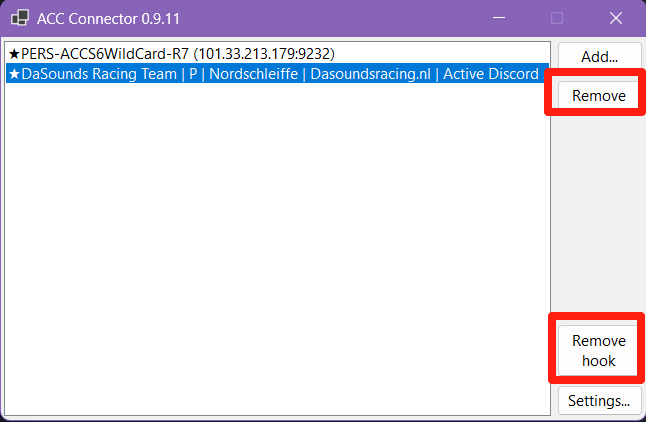 ACC Connector 0.9.11
★PERS-ACCS6WildCard-R7 (101.33.213.179:9232)
★DaSounds Racing Team | P | Nordschleiffe | Dasoundsracing.nl | Active Discord
Add...
Remove
Remove
hook
Settings...